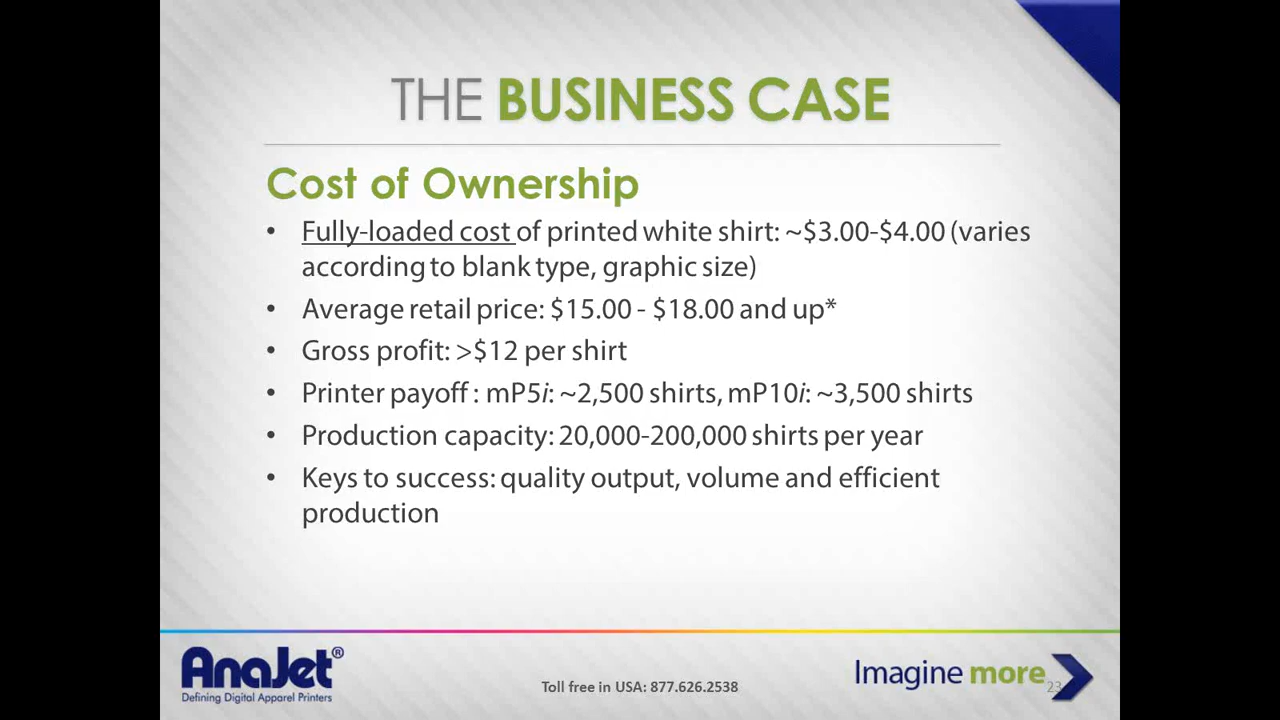 THE BUSINESS CASE
Cost of Ownership
• Fully-loaded cost of printed white shirt: ~$3.00-$4.00 (varies
according to blank type, graphic size)
• Average retail price: $15.00 - $18.00 and up*
• Gross profit: >$12 per shirt
• Printer payoff : mP5i: ~2,500 shirts, mP10i: ~3,500 shirts
• Production capacity: 20,000-200,000 shirts per year
• Keys to success: quality output, volume and efficient
production
AnaJet®
Defining Digital Apparel Printers
Toll free in USA: 877.626.2538
Imagine more
23